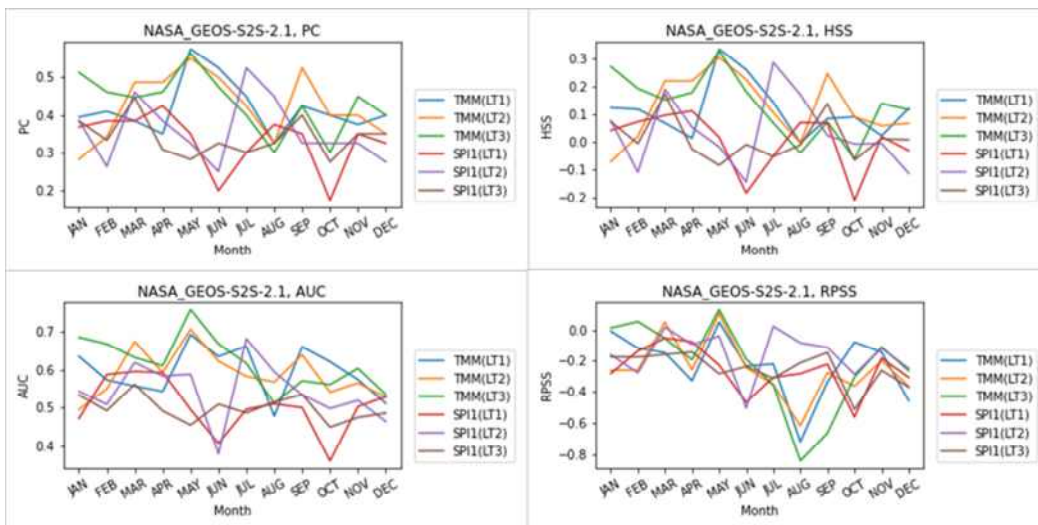 NASA_GEOS-S2S-2.1, PC
PC
0.5
0.4
0.3
0.2
JAN
FEB
MAR
APR
MAY
JUN
JUL
AUG
SEP
OCT
NOV
DEC
Month
TMM(LT1)
TMM(LT2)
TMM(LT3)
SPI1(LT1)
SPI1(LT2)
SPI1(LT3)
NASA_GEOS-S2S-2.1, HSS
HSS
0.3
0.2
0.1
0.0
−0.1
−0.2
JAN
FEB
MAR
APR
MAY
JUN
JUL
AUG
SEP
OCT
NOV
DEC
Month
TMM(LT1)
TMM(LT2)
TMM(LT3)
SPI1(LT1)
SPI1(LT2)
SPI1(LT3)
NASA_GEOS-S2S-2.1, AUC
AUC
0.7
0.6
0.5
0.4
JAN
FEB
MAR
APR
MAY
JUN
JUL
AUG
SEP
OCT
NOV
DEC
Month
TMM(LT1)
TMM(LT2)
TMM(LT3)
SPI1(LT1)
SPI1(LT2)
SPI1(LT3)
NASA_GEOS-S2S-2.1, RPSS
RPSS
0.0
−0.2
−0.4
−0.6
−0.8
JAN
FEB
MAR
APR
MAY
JUN
JUL
AUG
SEP
OCT
NOV
DEC
Month
TMM(LT1)
TMM(LT2)
TMM(LT3)
SPI1(LT1)
SPI1(LT2)
SPI1(LT3)